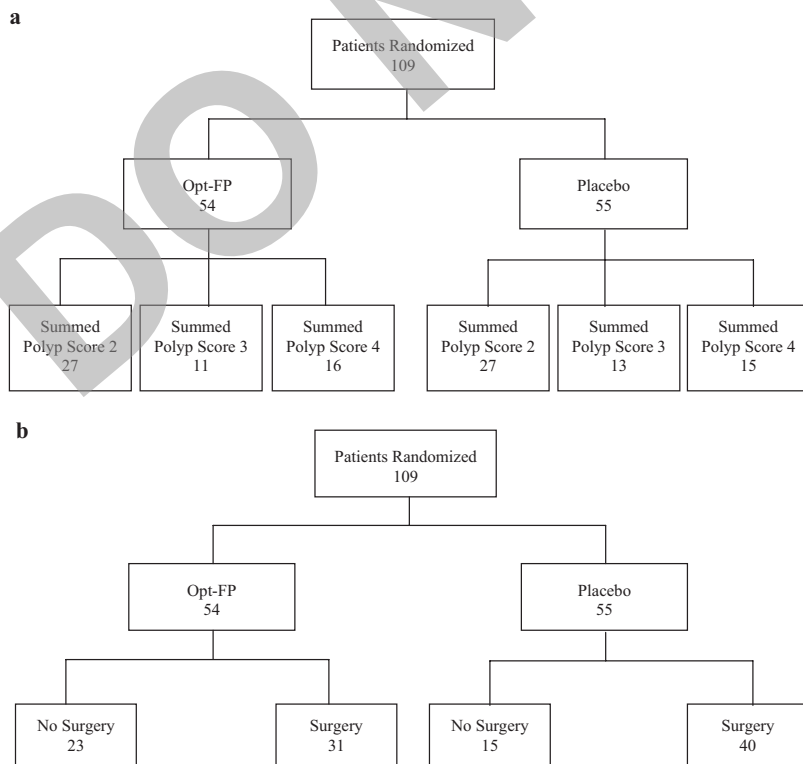 a
Patients Randomized
109
Opt-FP
54
Placebo
55
Summed
Polyp Score 2
27
Summed
Polyp Score 3
11
Summed
Polyp Score 4
16
Summed
Polyp Score 2
27
Summed
Polyp Score 3
13
Summed
Polyp Score 4
15
b
Patients Randomized
109
Opt-FP
54
Placebo
55
No Surgery
23
Surgery
31
No Surgery
15
Surgery
40
DO N